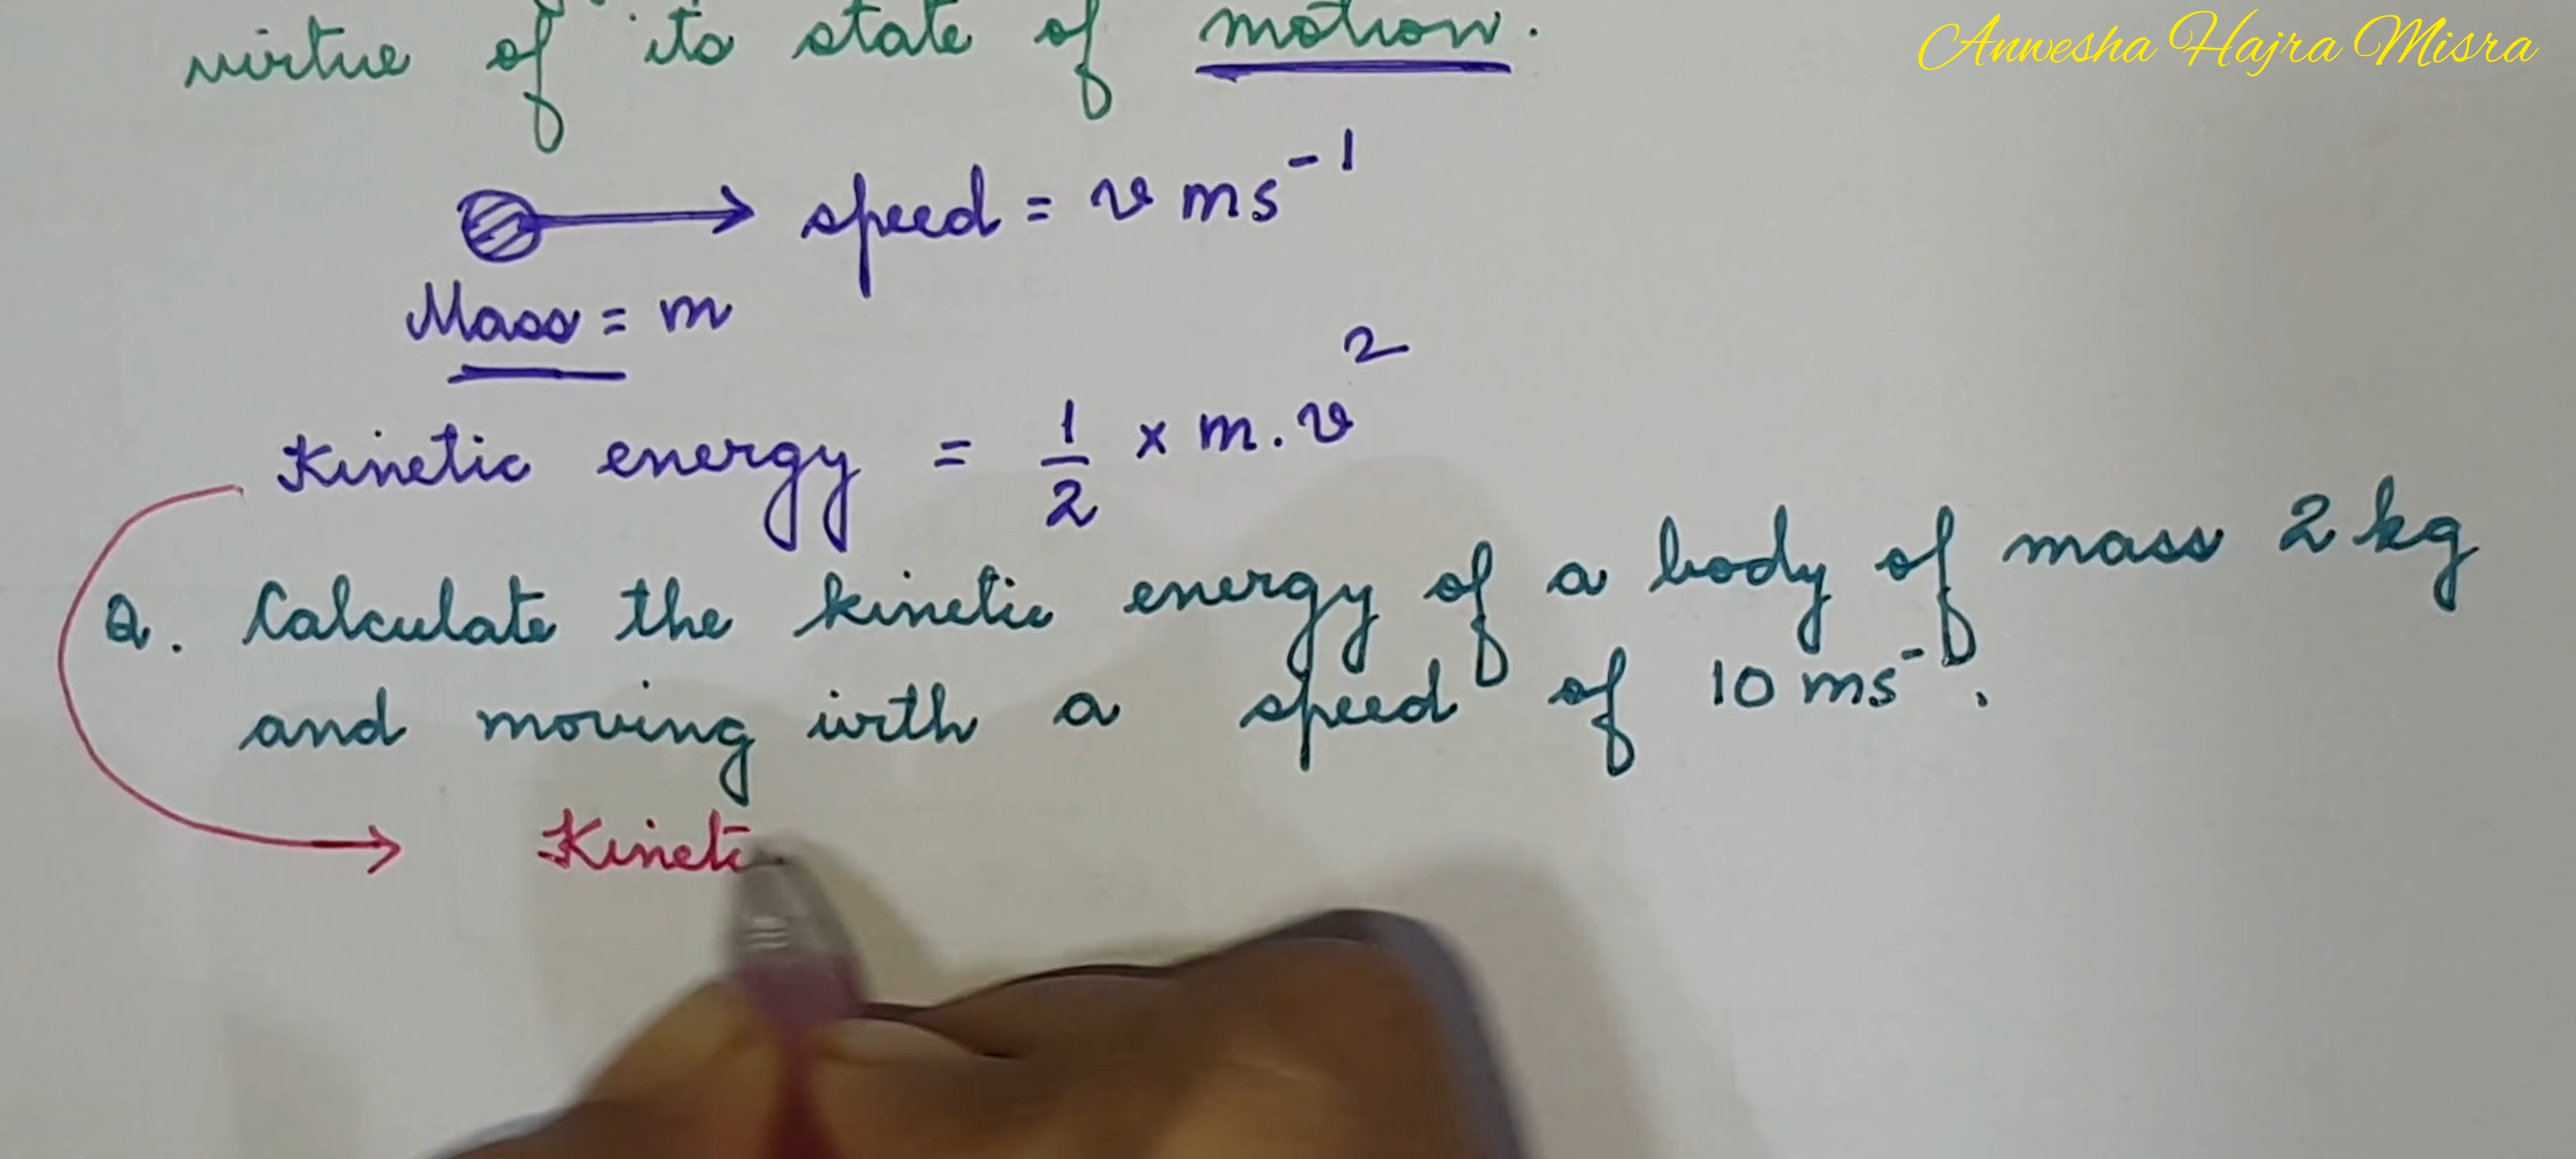 virtue of its state of motion.
Anwesha Hajra Misra
speed = v ms⁻¹
Mass = m
Kinetic energy = 1/2 × m.v²
Q. Calculate the kinetic energy of a body of mass 2 kg
and moving with a speed of 10 ms⁻¹.
Kineti